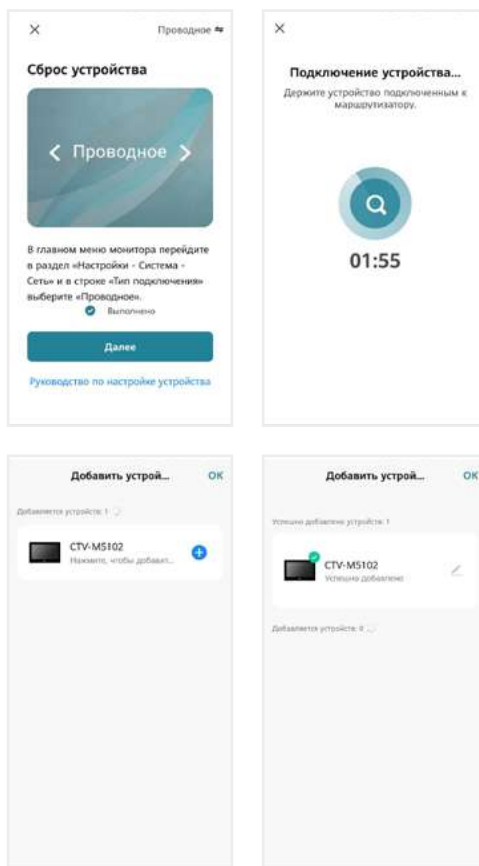 Проводное ⇋
Сброс устройства
Проводное
В главном меню монитора перейдите
в раздел «Настройки - Система -
Сеть» и в строке «Тип подключения»
выберите «Проводное».
Выполнено
Далее
Руководство по настройке устройства
Подключение устройства...
Держите устройство подключенным к
маршрутизатору.
01:55
Добавить устрой...
OK
Добавляется устройств: 1
CTV-M5102
Нажмите, чтобы добавит...
Добавить устрой...
OK
Успешно добавлено устройств: 1
CTV-M5102
Успешно добавлено
Добавляется устройств: 0